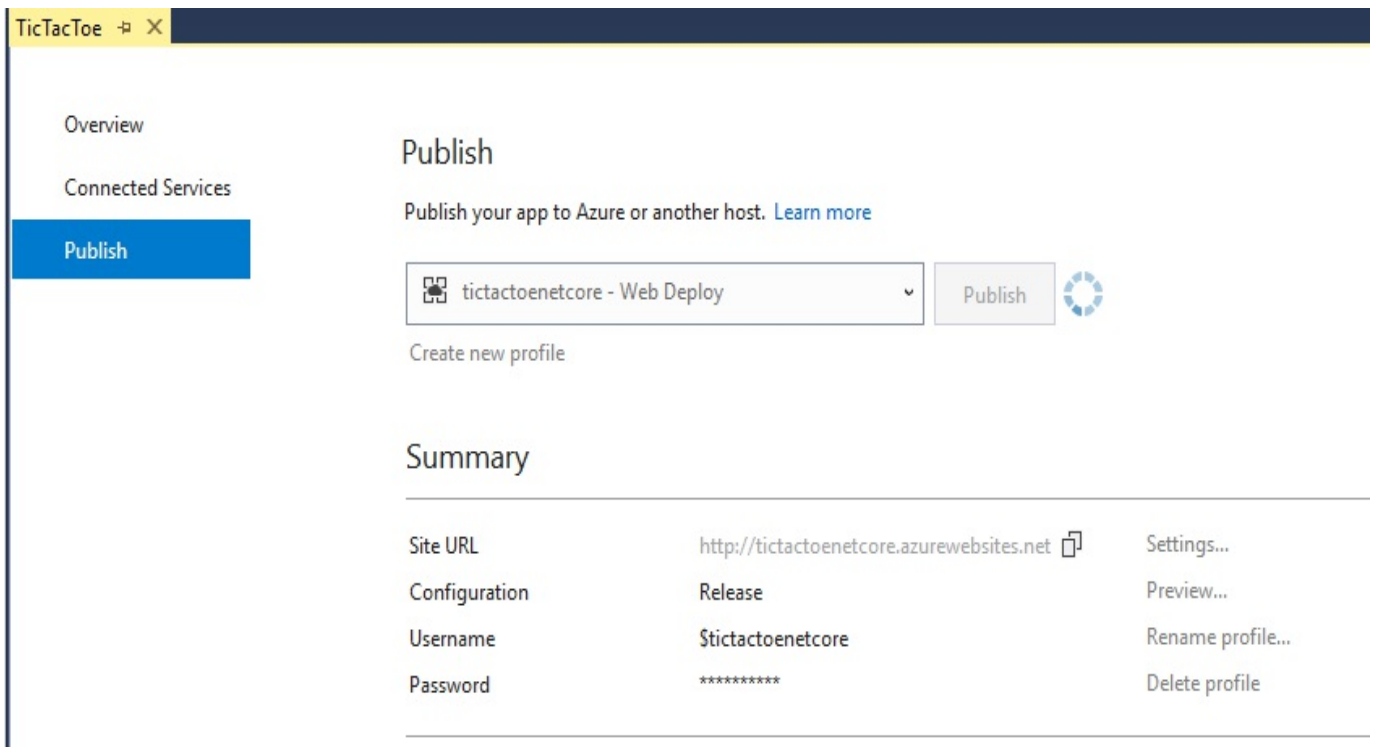 TicTacToe
Overview
Connected Services
Publish
Publish
Publish your app to Azure or another host. Learn more
tictactoenetcore - Web Deploy
Publish
Create new profile
Summary
Site URL http://tictactoenetcore.azurewebsites.net Settings...
Configuration Release Preview...
Username $tictactoenetcore Rename profile...
Password ********** Delete profile